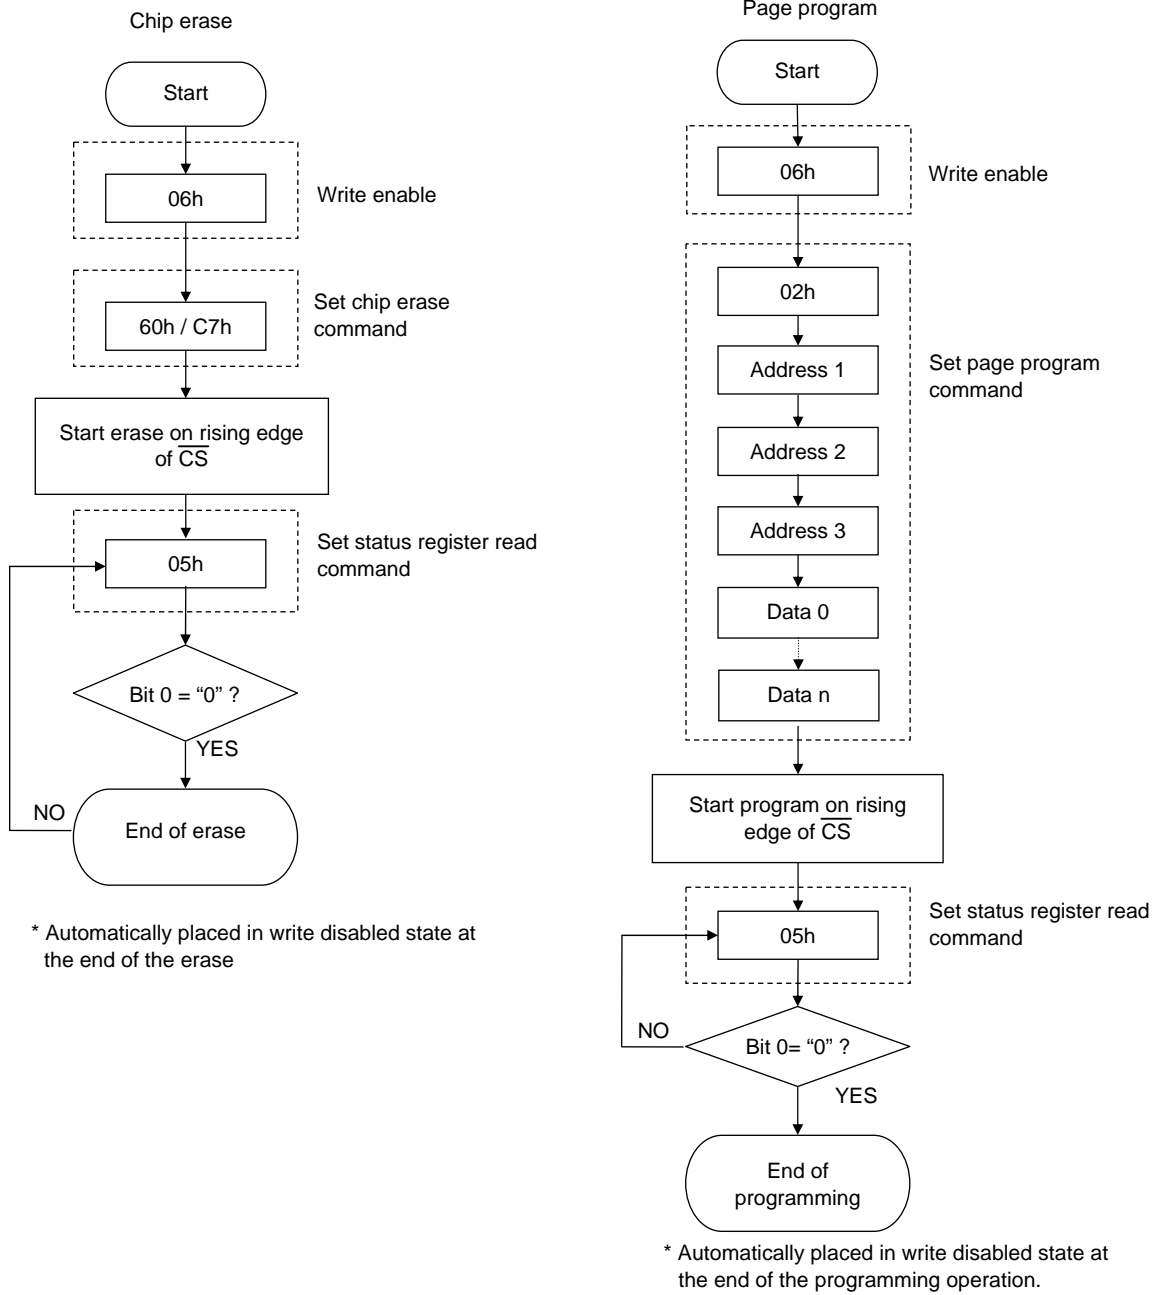 Chip erase
Start
06h
Write enable
60h / C7h
Set chip erase
command
Start erase on rising edge
of C̅S̅
05h
Set status register read
command
Bit 0 = “0” ?
YES
NO
End of erase
* Automatically placed in write disabled state at
the end of the erase
Page program
Start
06h
Write enable
02h
Address 1
Set page program
command
Address 2
Address 3
Data 0
Data n
Start program on rising
edge of C̅S̅
05h
Set status register read
command
NO
Bit 0= “0” ?
YES
End of
programming
* Automatically placed in write disabled state at
the end of the programming operation.